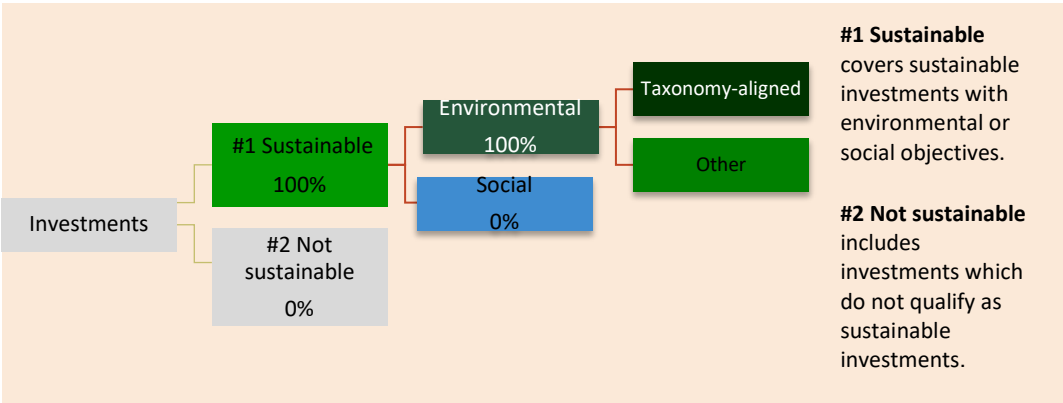 Investments
#1 Sustainable
100%
#2 Not
sustainable
0%
Environmental
100%
Social
0%
Taxonomy-aligned
Other
#1 Sustainable
covers sustainable
investments with
environmental or
social objectives.
#2 Not sustainable
includes
investments which
do not qualify as
sustainable
investments.